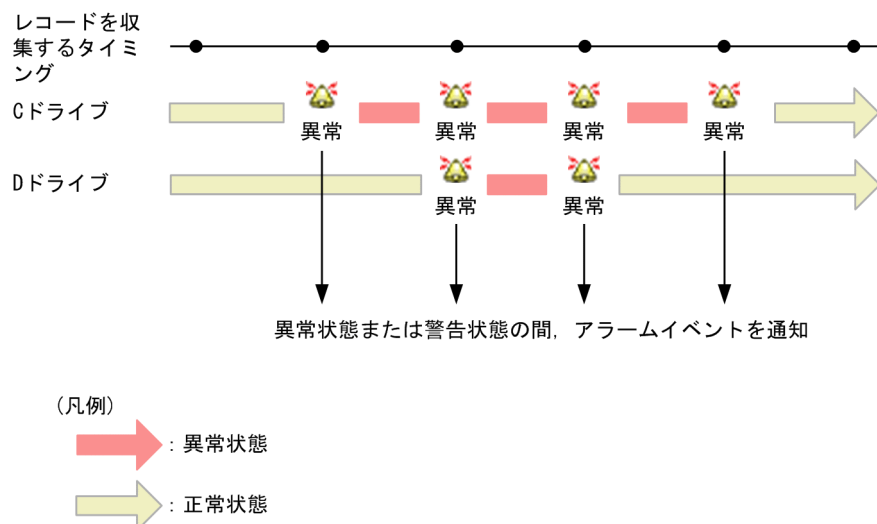 レコードを収
集するタイミ
ング
Cドライブ
異常 異常 異常 異常
Dドライブ
異常 異常
異常状態または警告状態の間，アラームイベントを通知
(凡例)
：異常状態
：正常状態